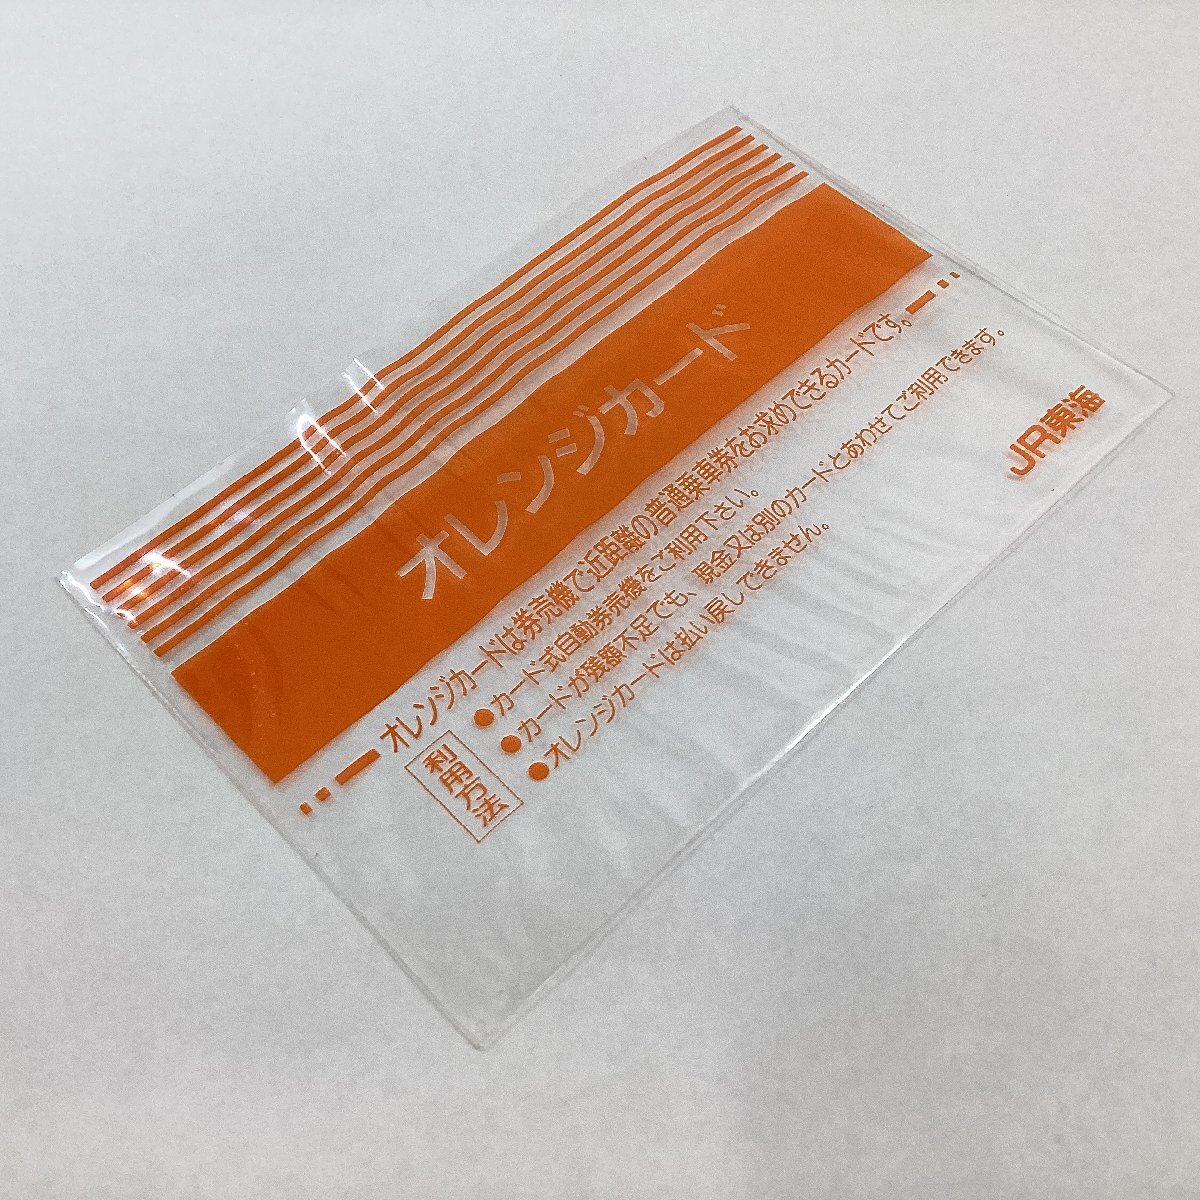 オレンジカード
オレンジカードは券売機で近距離の普通乗車券をお求めできるカードです。
利用方法
●カード式自動券売機をご利用下さい。
●カードが残額不足でも、現金又は別のカードとあわせてご利用できます。
●オレンジカードは払い戻しできません。
JR東海